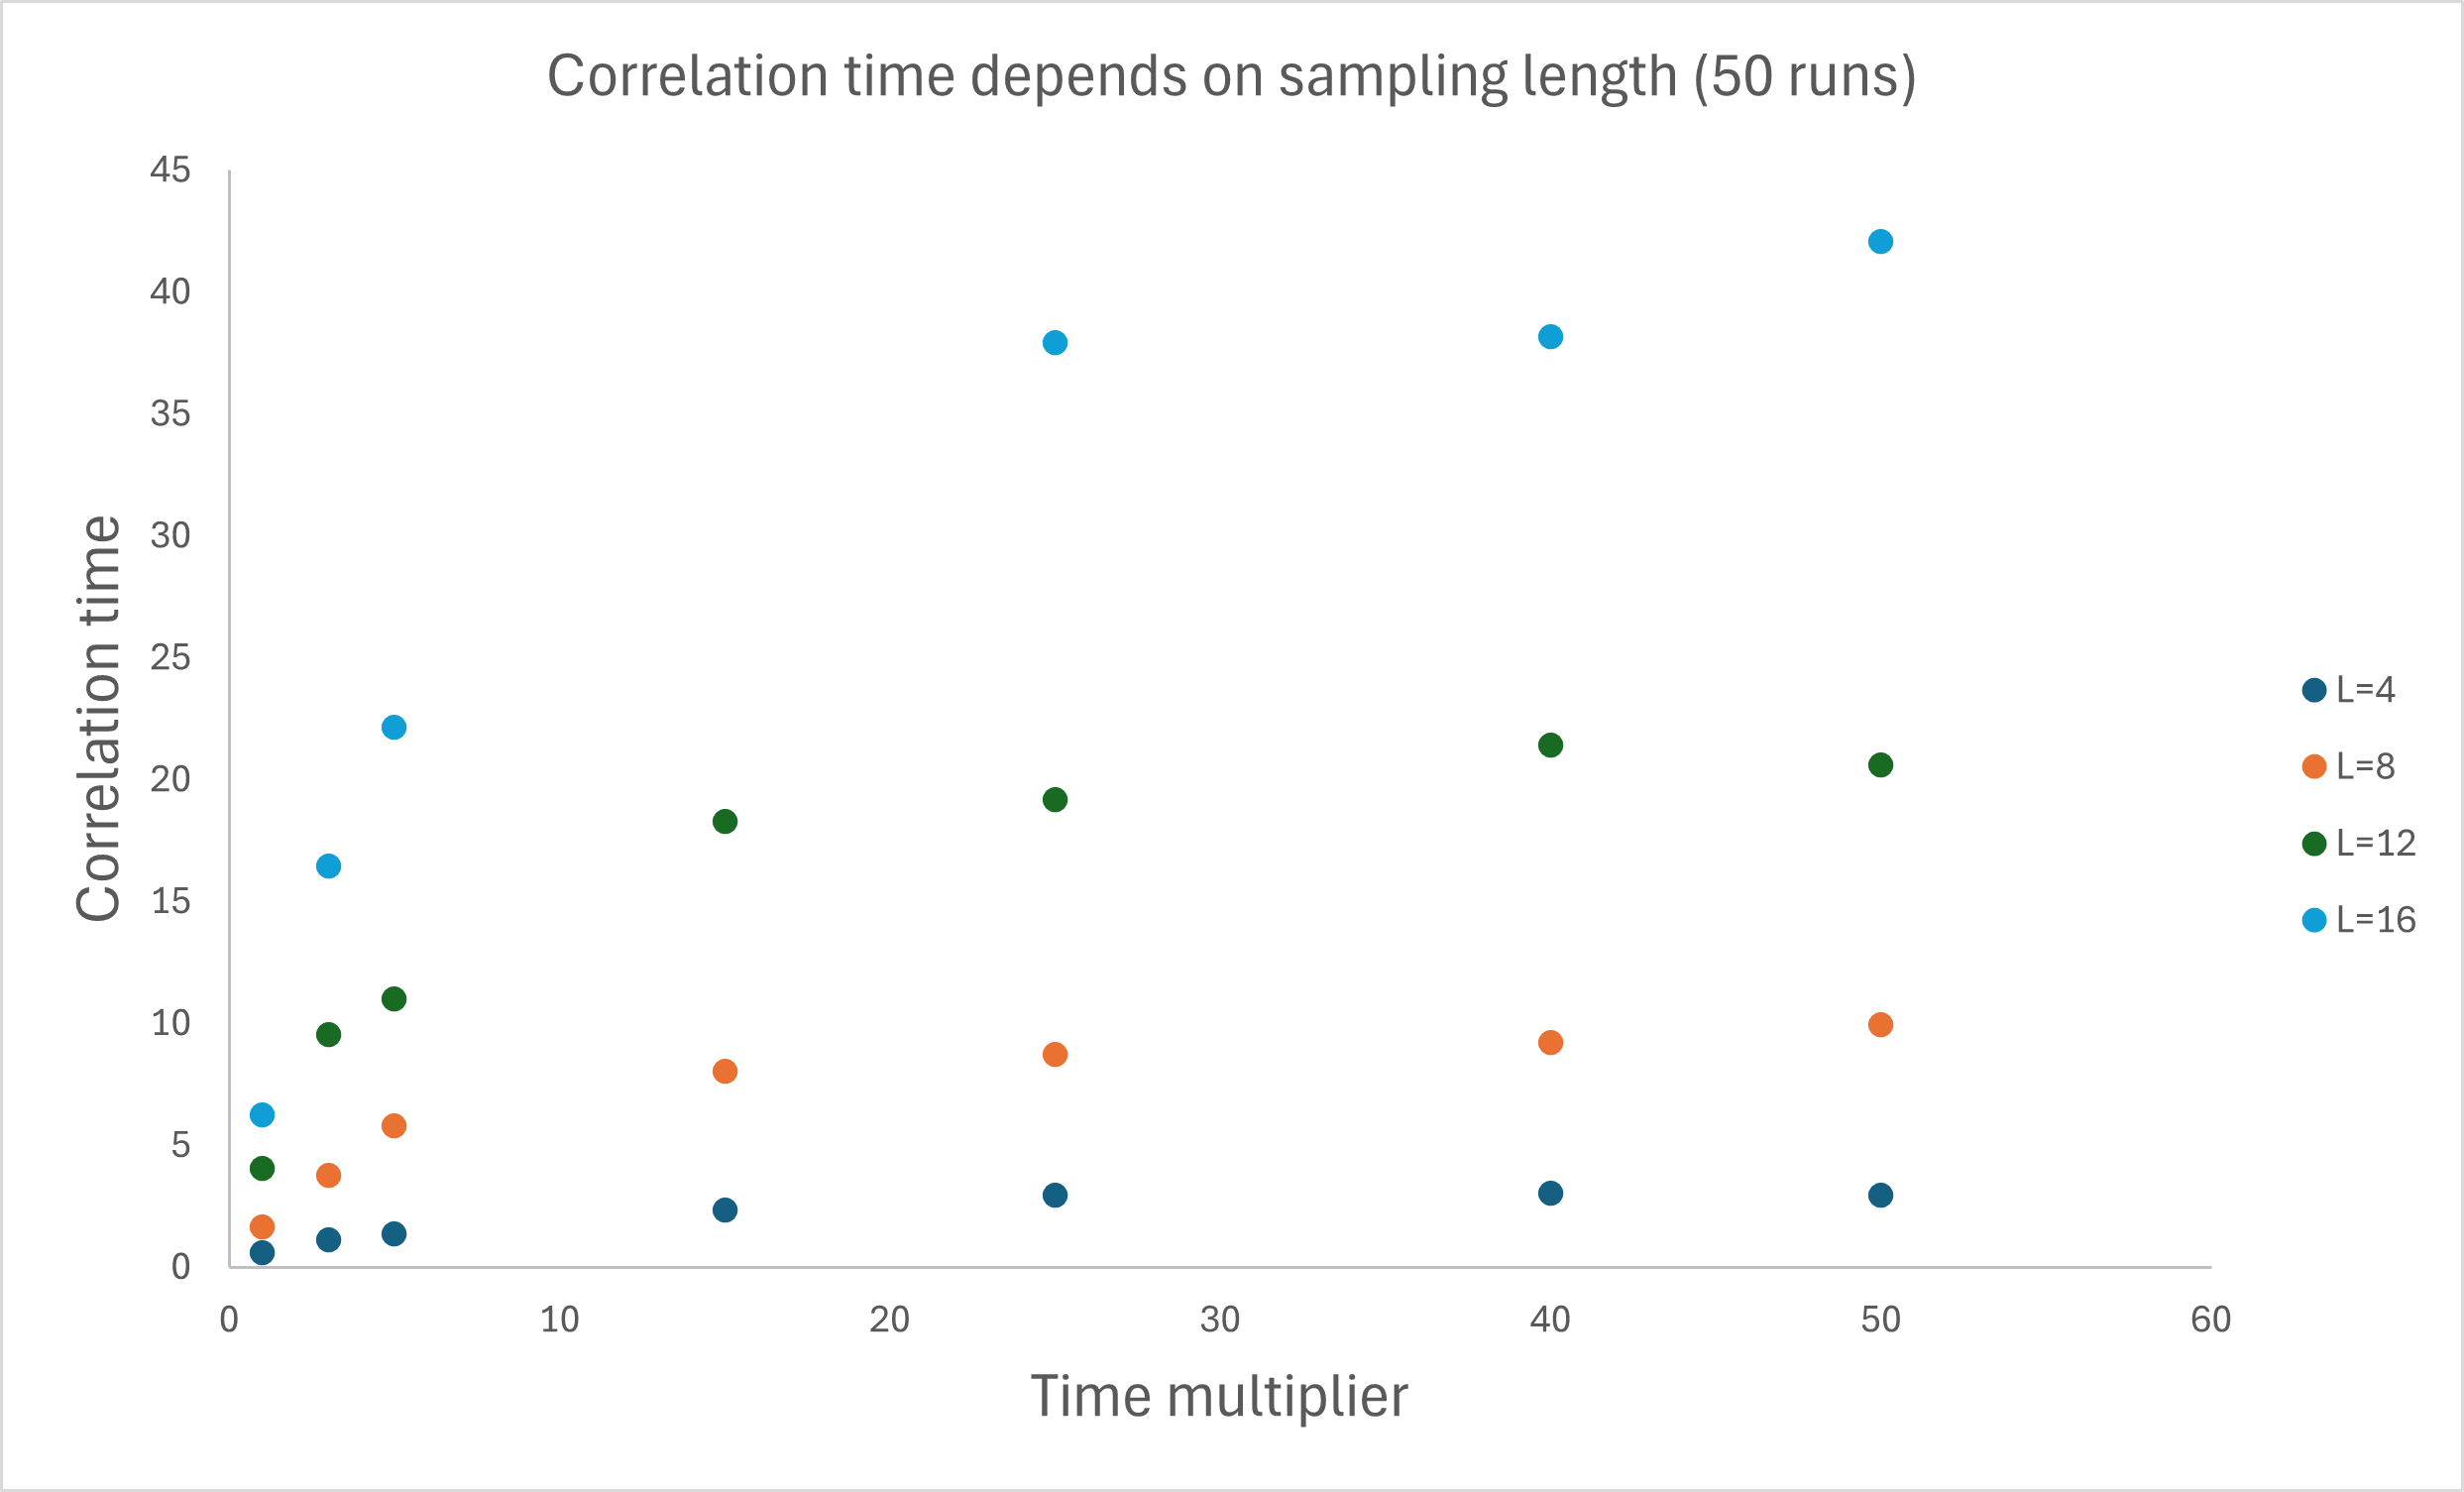 Correlation time depends on sampling length (50 runs)
45
40
35
30
25
20
15
10
5
0
Correlation time
0 10 20 30 40 50 60
Time multiplier
L=4
L=8
L=12
L=16